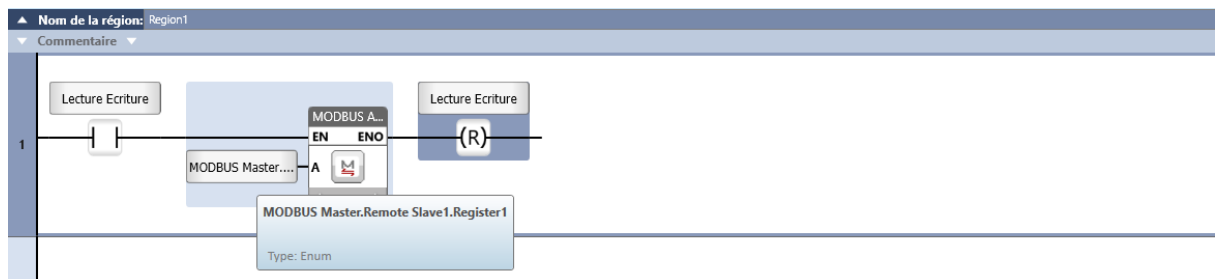 Nom de la région: Region1
Commentaire
Lecture Ecriture
Lecture Ecriture
MODBUS A...
EN ENO
1
MODBUS Master....
A
M
MODBUS Master.Remote Slave1.Register1
Type: Enum